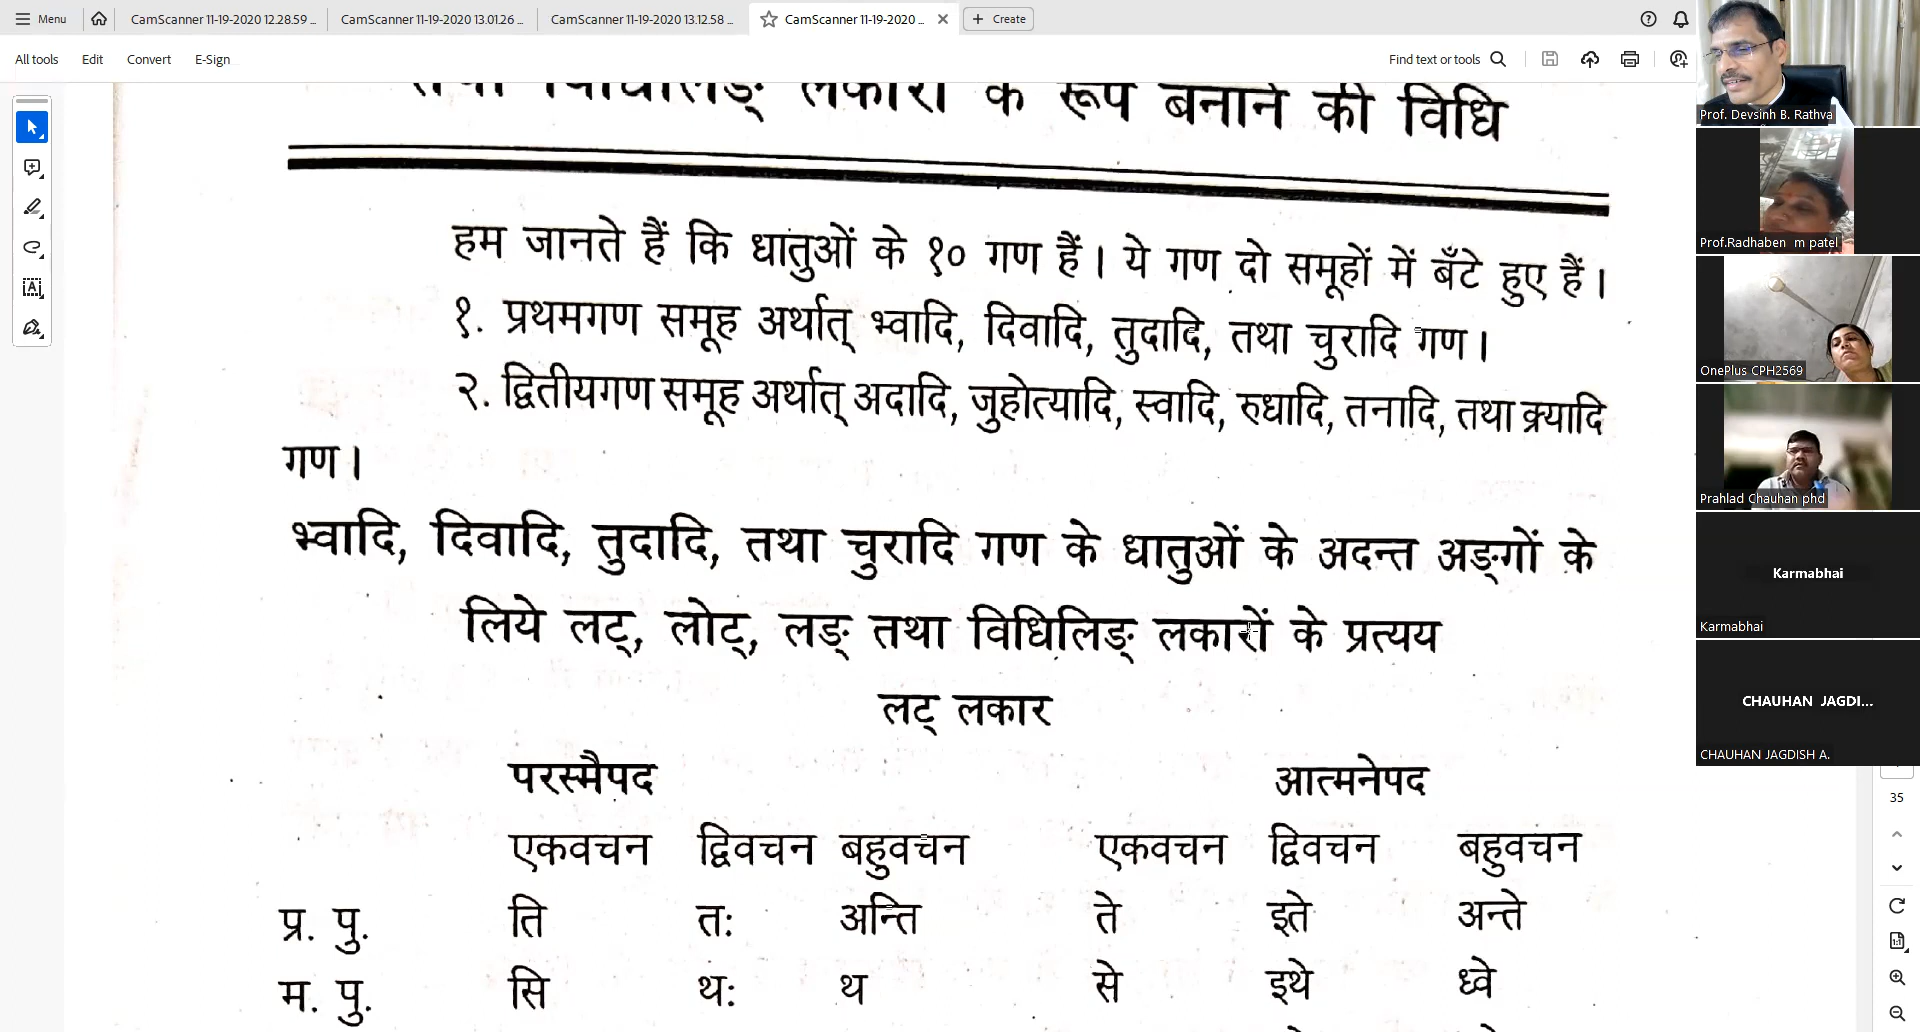 Menu
CamScanner 11-19-2020 12.28.59 ...
CamScanner 11-19-2020 13.01.26 ...
CamScanner 11-19-2020 13.12.58 ...
CamScanner 11-19-2020 ...
Create
All tools Edit Convert E-Sign
Find text or tools
तथा विधिलिङ् लकारों के रूप बनाने की विधि
हम जानते हैं कि धातुओं के १० गण हैं। ये गण दो समूहों में बँटे हुए हैं।
१. प्रथमगण समूह अर्थात् भ्वादि, दिवादि, तुदादि, तथा चुरादि गण।
२. द्वितीयगण समूह अर्थात् अदादि, जुहोत्यादि, स्वादि, रुधादि, तनादि, तथा क्र्यादि
गण।
भ्वादि, दिवादि, तुदादि, तथा चुरादि गण के धातुओं के अदन्त अङ्गों के
लिये लट्, लोट्, लङ् तथा विधिलिङ् लकारों के प्रत्यय
लट् लकार
परस्मैपद आत्मनेपद
एकवचन द्विवचन बहुवचन एकवचन द्विवचन बहुवचन
प्र. पु. ति तः अन्ति ते इते अन्ते
म. पु. सि थः थ से इथे ध्वे
Prof. Devsinh B. Rathva
Prof.Radhaben m patel
OnePlus CPH2569
Prahlad Chauhan phd
Karmabhai
Karmabhai
CHAUHAN JAGDI...
CHAUHAN JAGDISH A.
35